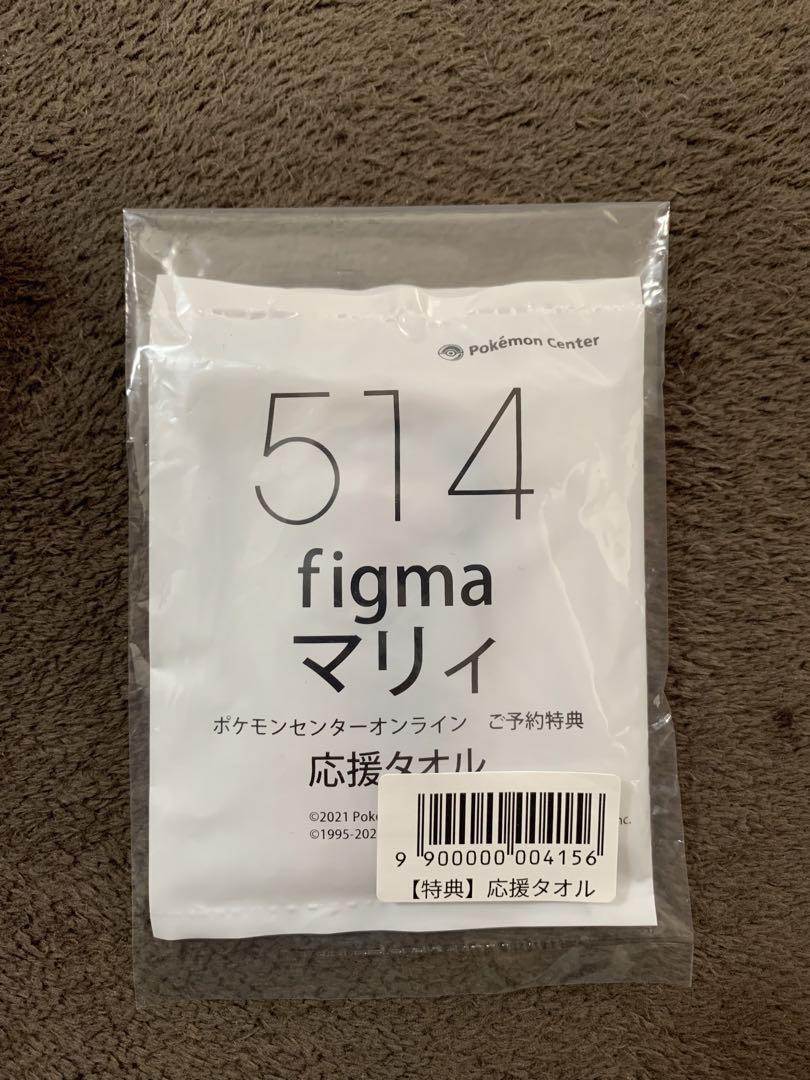 Pokémon Center
514
figma
マリィ
ポケモンセンターオンライン ご予約特典
応援タオル
©2021
©1995-202
9 900000 004156
【特典】応援タオル